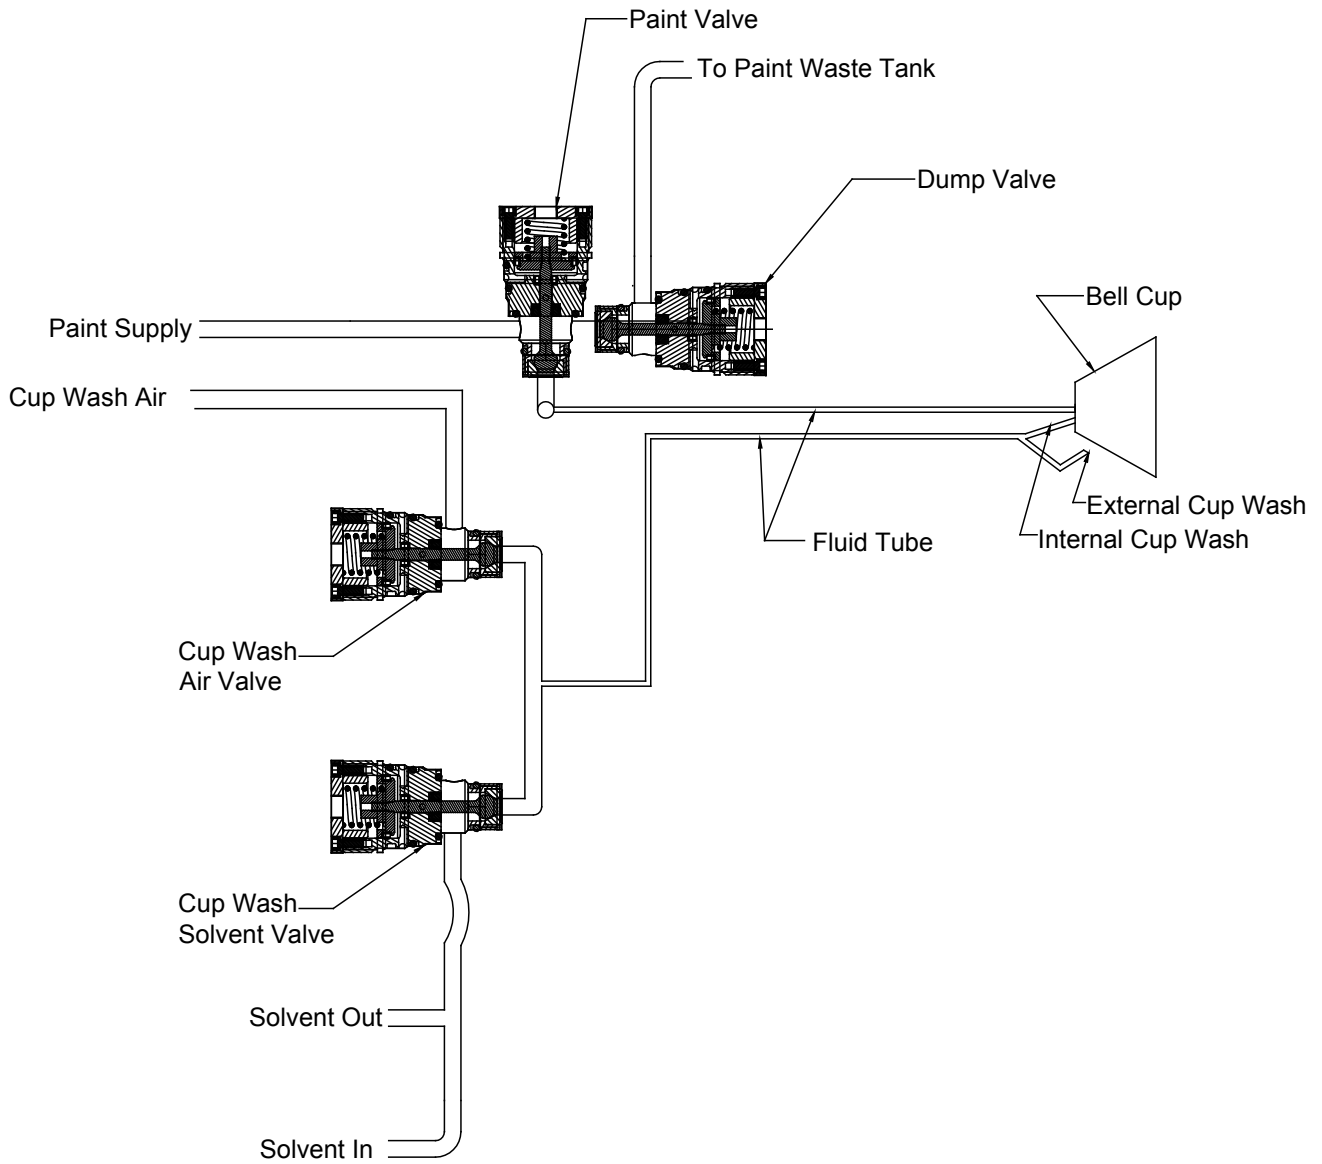 Paint Valve
To Paint Waste Tank
Dump Valve
Bell Cup
Paint Supply
Cup Wash Air
External Cup Wash
Internal Cup Wash
Fluid Tube
Cup Wash
Air Valve
Cup Wash
Solvent Valve
Solvent Out
Solvent In